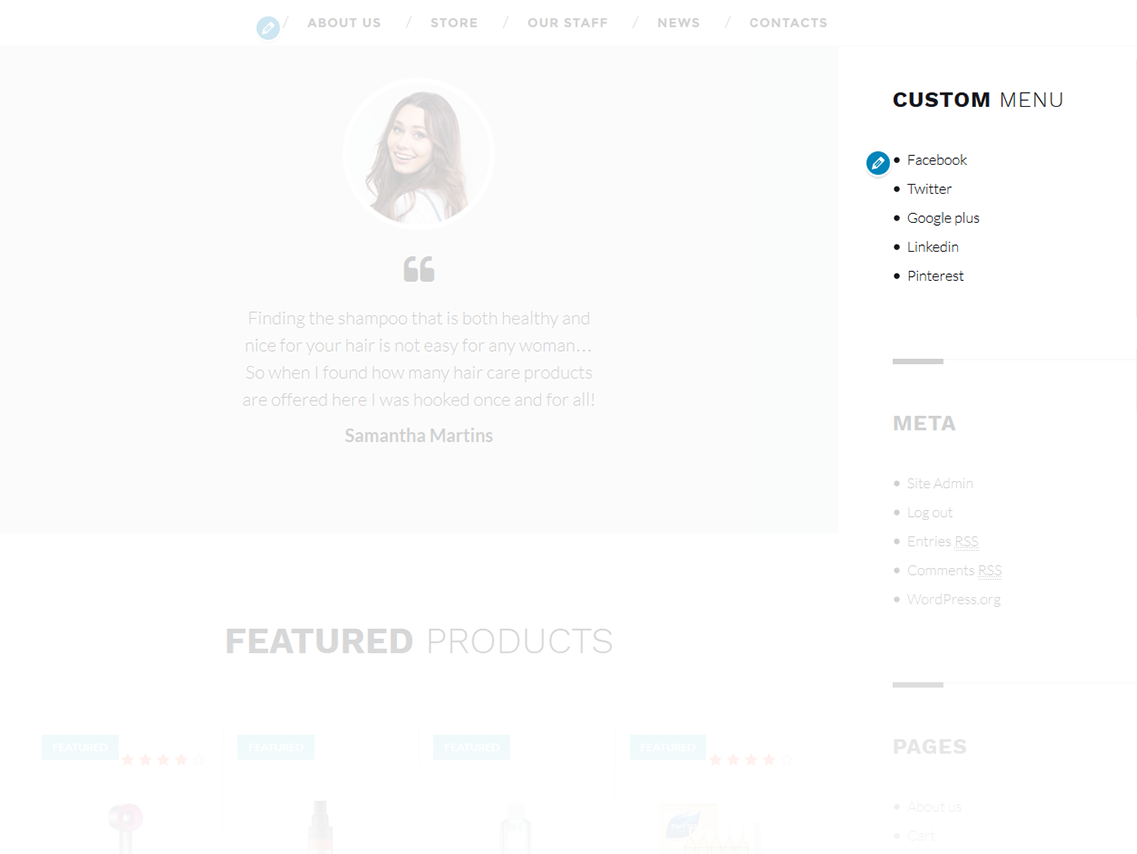 / ABOUT US / STORE / OUR STAFF / NEWS / CONTACTS
Finding the shampoo that is both healthy and
nice for your hair is not easy for any woman…
So when I found how many hair care products
are offered here I was hooked once and for all!
Samantha Martins
FEATURED PRODUCTS
FEATURED
FEATURED
FEATURED
FEATURED
CUSTOM MENU
• Facebook
• Twitter
• Google plus
• Linkedin
• Pinterest
META
• Site Admin
• Log out
• Entries RSS
• Comments RSS
• WordPress.org
PAGES
• About us
• Cart